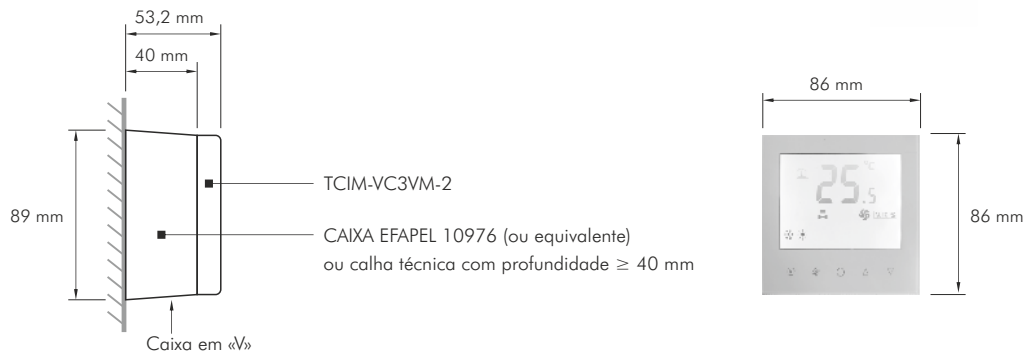 53,2 mm
40 mm
86 mm
TCIM-VC3VM-2
89 mm
CAIXA EFAPEL 10976 (ou equivalente)
ou calha técnica com profundidade ≥ 40 mm
Caixa em «V»
25.5
°C
86 mm